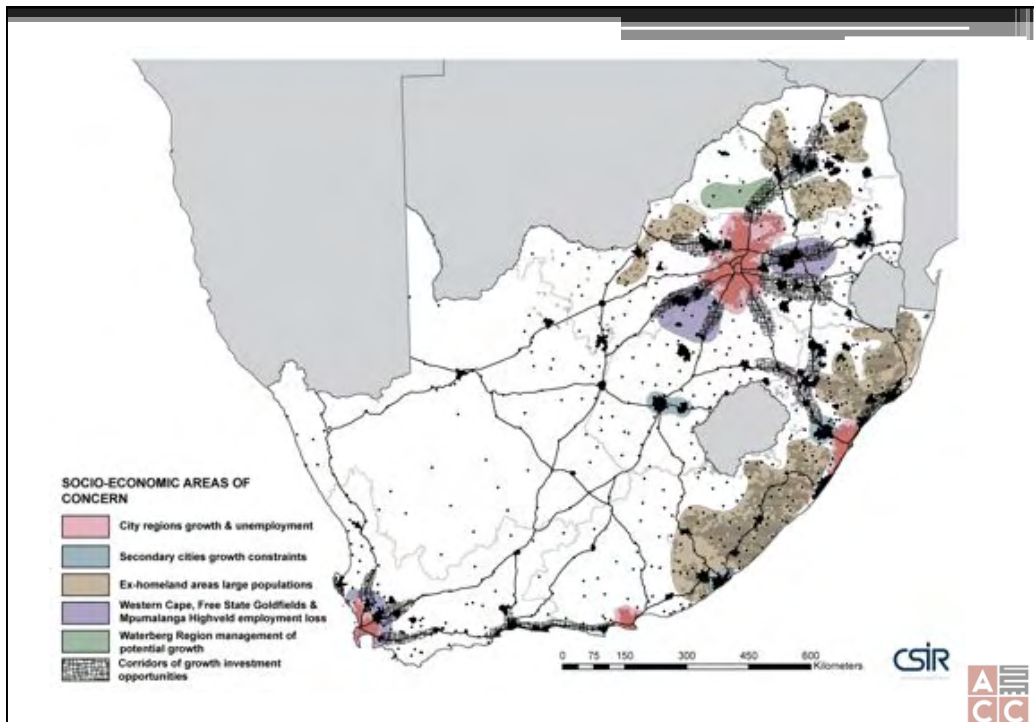 SOCIO-ECONOMIC AREAS OF
CONCERN
City regions growth & unemployment
Secondary cities growth constraints
Ex-homeland areas large populations
Western Cape, Free State Goldfields &
Mpumalanga Highveld employment loss
Waterberg Region management of
potential growth
Corridors of growth investment
opportunities
0 75 150 300 450 600
Kilometers
CSIR
A
C C